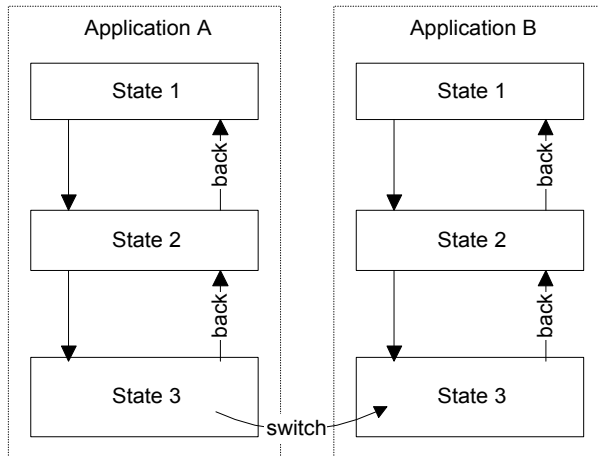 Application A
Application B
State 1
State 1
back
back
State 2
State 2
back
back
State 3
State 3
switch